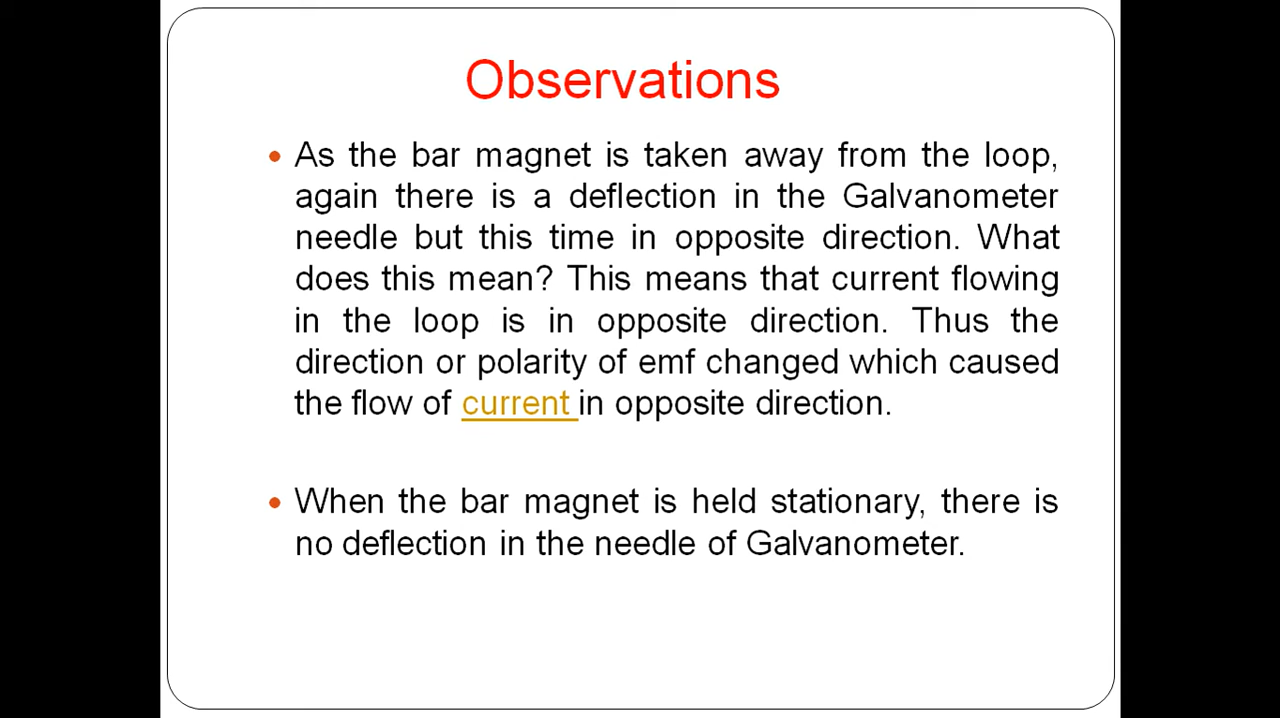 Observations
• As the bar magnet is taken away from the loop,
again there is a deflection in the Galvanometer
needle but this time in opposite direction. What
does this mean? This means that current flowing
in the loop is in opposite direction. Thus the
direction or polarity of emf changed which caused
the flow of current in opposite direction.
• When the bar magnet is held stationary, there is
no deflection in the needle of Galvanometer.